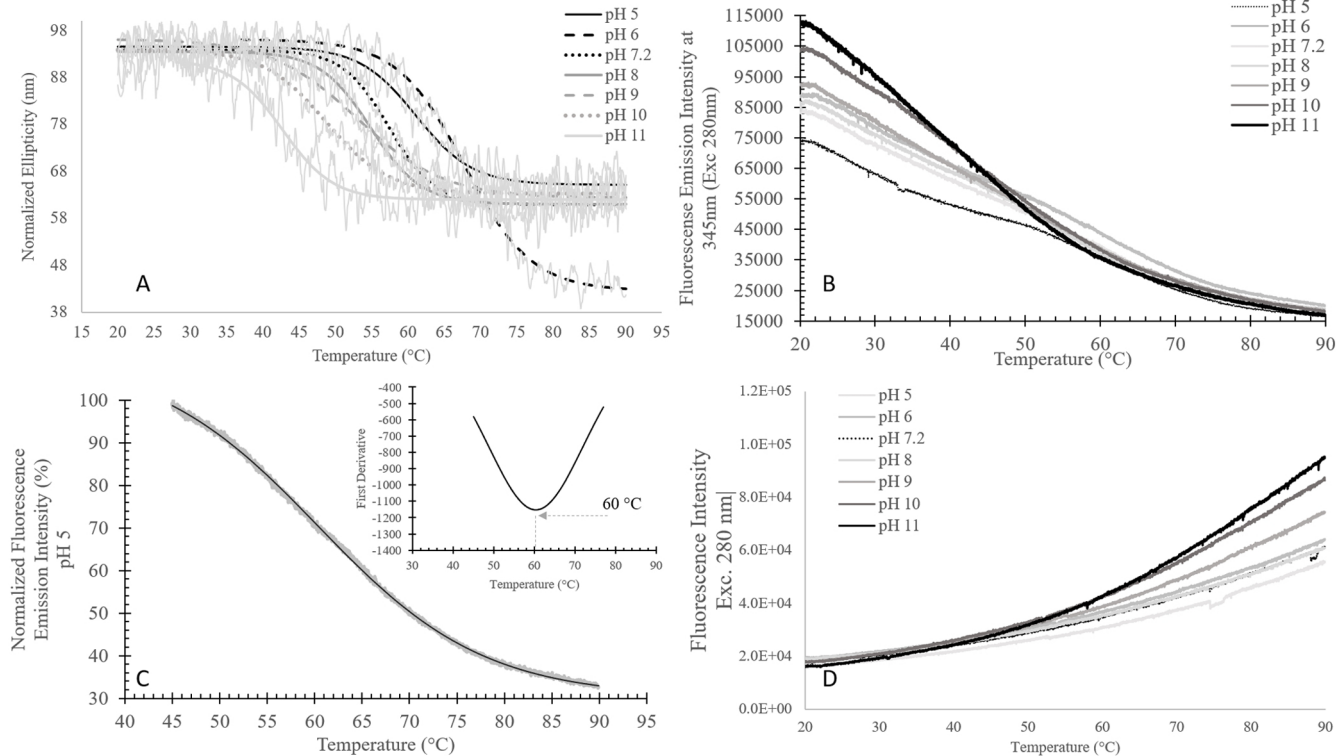 98
88
78
68
58
48
38
15 20 25 30 35 40 45 50 55 60 65 70 75 80 85 90 95
Temperature (°C)
Normalized Ellipticity (nm)
A
pH 5
pH 6
pH 7.2
pH 8
pH 9
pH 10
pH 11
115000
105000
95000
85000
75000
65000
55000
45000
35000
25000
15000
20 30 40 50 60 70 80 90
Temperature (°C)
Fluorescense Emission Intensity at
345nm (Exc 280nm)
B
pH 5
pH 6
pH 7.2
pH 8
pH 9
pH 10
pH 11
100
90
80
70
60
50
40
30
40 45 50 55 60 65 70 75 80 85 90 95
Temperature (°C)
Normalized Fluorescence
Emission Intensity (%)
pH 5
C
-400
-500
-600
-700
-800
-900
-1000
-1100
-1200
-1300
-1400
30 40 50 60 70 80 90
Temperature (°C)
First Derivative
60 °C
1.2E+05
1.0E+05
8.0E+04
6.0E+04
4.0E+04
2.0E+04
0.0E+00
20 30 40 50 60 70 80 90
Temperature (°C)
Fluorescence Intensity
Exc. 280 nm|
D
pH 5
pH 6
pH 7.2
pH 8
pH 9
pH 10
pH 11